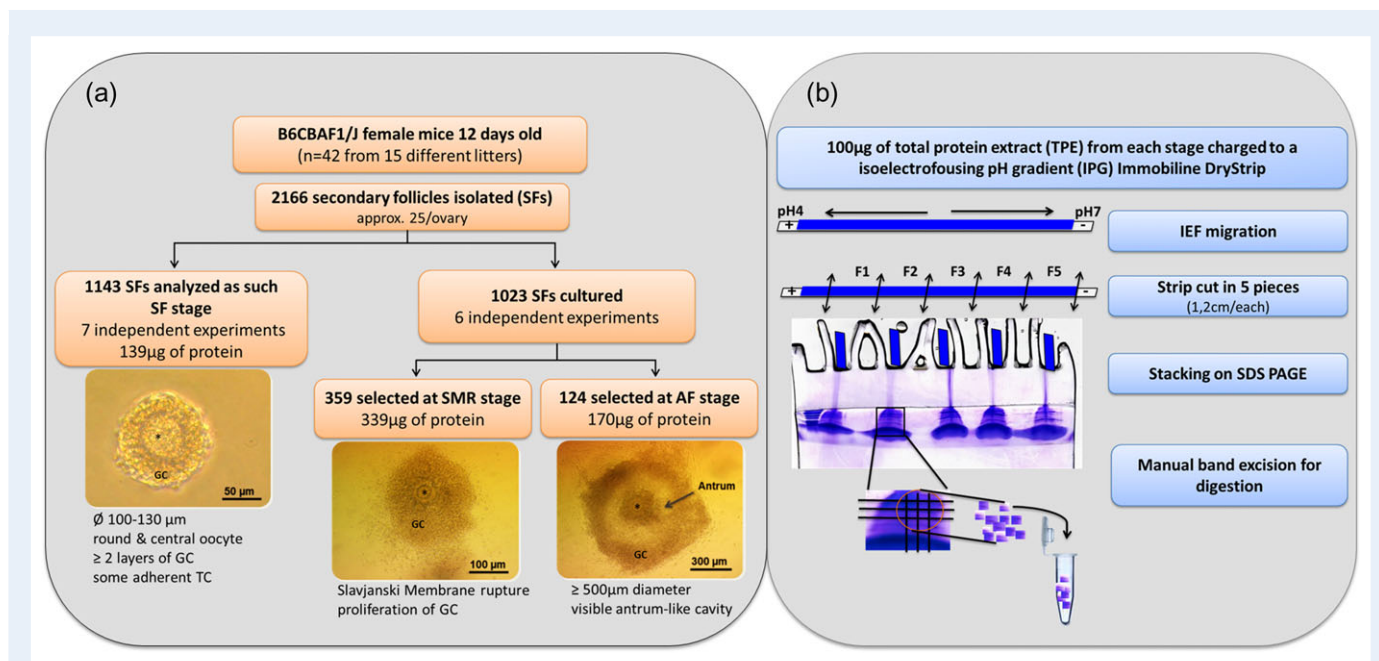 (a)
B6CBAF1/J female mice 12 days old
(n=42 from 15 different litters)
2166 secondary follicles isolated (SFs)
approx. 25/ovary
1143 SFs analyzed as such
SF stage
7 independent experiments
139µg of protein
1023 SFs cultured
6 independent experiments
359 selected at SMR stage
339µg of protein
124 selected at AF stage
170µg of protein
GC
50 µm
GC
100 µm
Antrum
GC
300 µm
Ø 100-130 µm
round & central oocyte
≥ 2 layers of GC
some adherent TC
Slavjanski Membrane rupture
proliferation of GC
≥ 500µm diameter
visible antrum-like cavity
(b)
100µg of total protein extract (TPE) from each stage charged to a
isoelectrofousing pH gradient (IPG) Immobiline DryStrip
pH4
pH7
+
-
IEF migration
F1 F2 F3 F4 F5
+
-
Strip cut in 5 pieces
(1,2cm/each)
Stacking on SDS PAGE
Manual band excision for
digestion